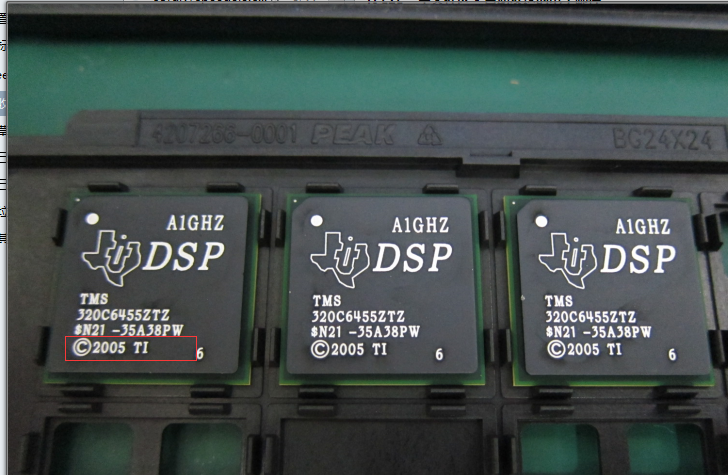 4207286-0001 PEAK
BG24X24
A1GHZ
DSP
TMS
320C6455ZTZ
$N21 -35A38PW
©2005 TI
6
A1GHZ
DSP
TMS
320C6455ZTZ
$N21 -35A38PW
©2005 TI
6
A1GHZ
DSP
TMS
320C6455ZTZ
$N21 -35A38PW
©2005 TI
6